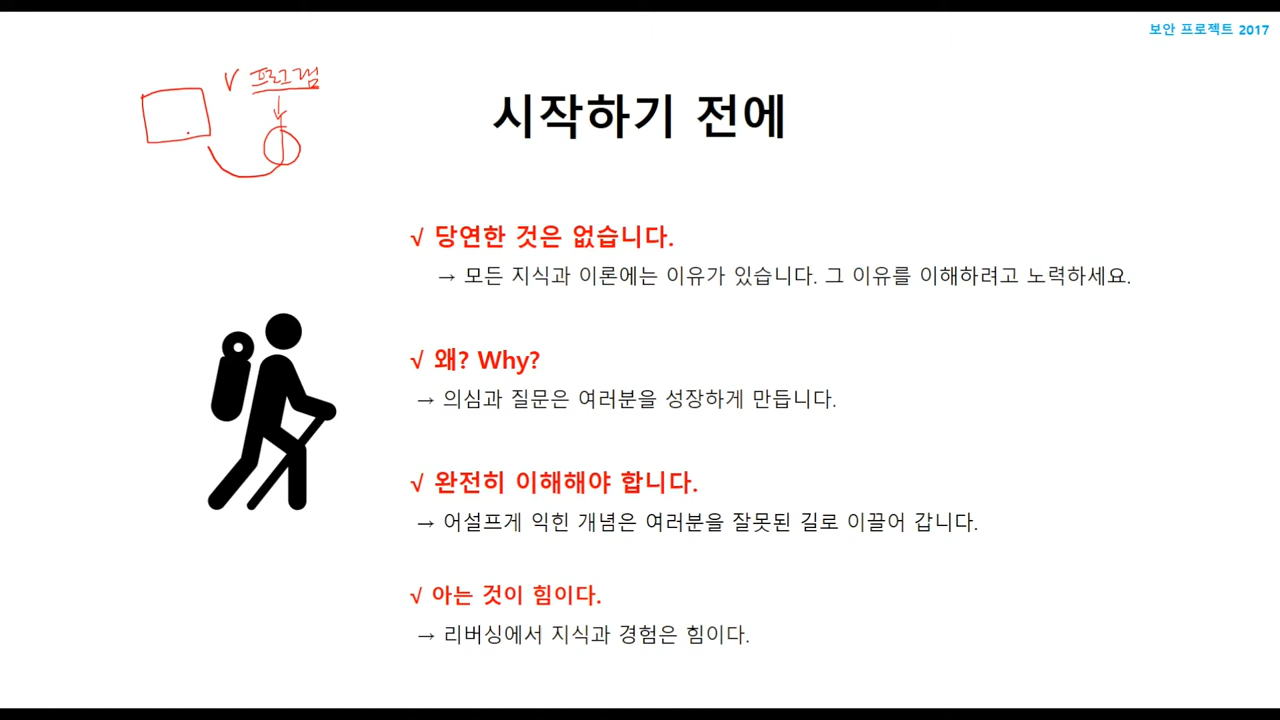 보안 프로젝트 2017
√ 프로그램
시작하기 전에
√ 당연한 것은 없습니다.
→ 모든 지식과 이론에는 이유가 있습니다. 그 이유를 이해하려고 노력하세요.
√ 왜? Why?
→ 의심과 질문은 여러분을 성장하게 만듭니다.
√ 완전히 이해해야 합니다.
→ 어설프게 익힌 개념은 여러분을 잘못된 길로 이끌어 갑니다.
√ 아는 것이 힘이다.
→ 리버싱에서 지식과 경험은 힘이다.